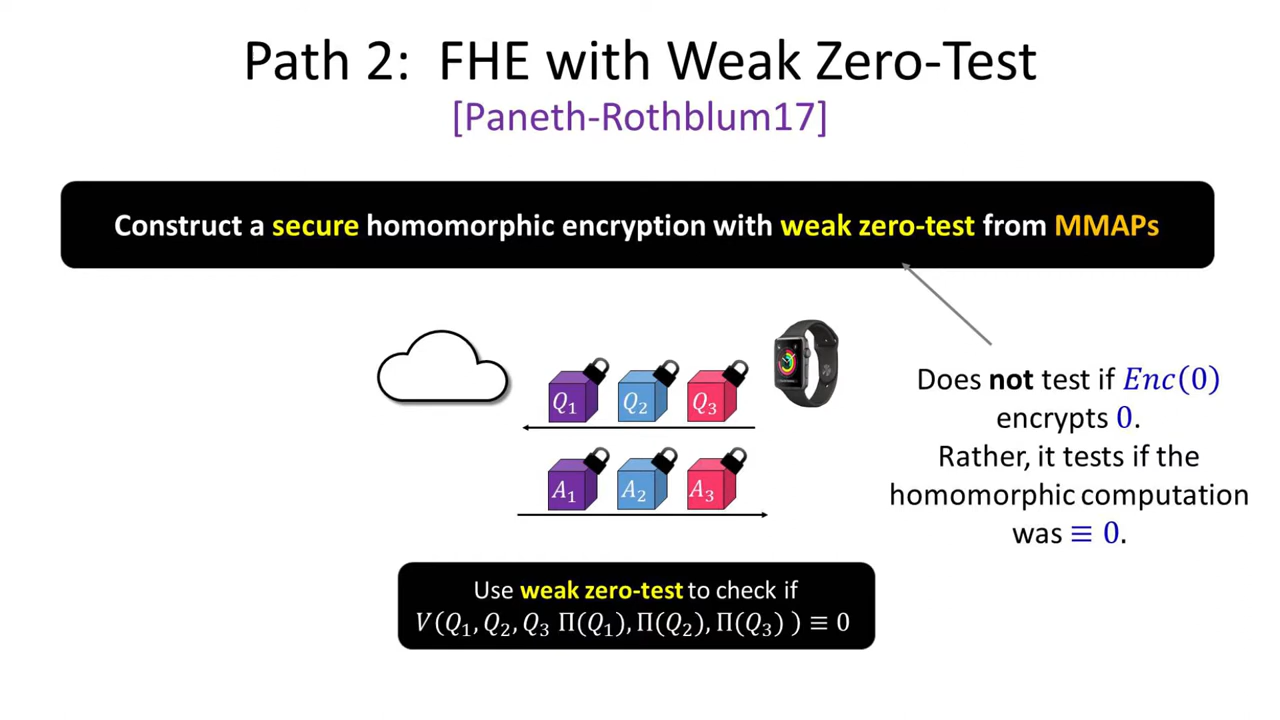 Path 2: FHE with Weak Zero-Test
[Paneth-Rothblum17]
Construct a secure homomorphic encryption with weak zero-test from MMAPs
Q₁ Q₂ Q₃
A₁ A₂ A₃
Does not test if Enc(0)
encrypts 0.
Rather, it tests if the
homomorphic computation
was ≡ 0.
Use weak zero-test to check if
V(Q₁, Q₂, Q₃ Π(Q₁), Π(Q₂), Π(Q₃) ) ≡ 0